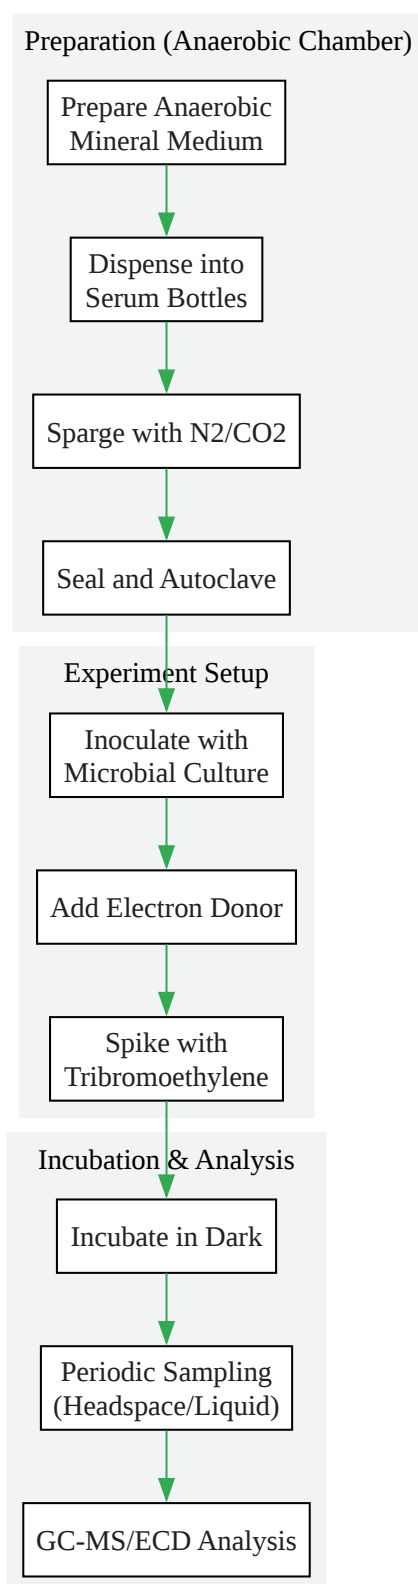 Preparation (Anaerobic Chamber)
Prepare Anaerobic
Mineral Medium
Dispense into
Serum Bottles
Sparge with N2/CO2
Seal and Autoclave
Experiment Setup
Inoculate with
Microbial Culture
Add Electron Donor
Spike with
Tribromoethylene
Incubation & Analysis
Incubate in Dark
Periodic Sampling
(Headspace/Liquid)
GC-MS/ECD Analysis